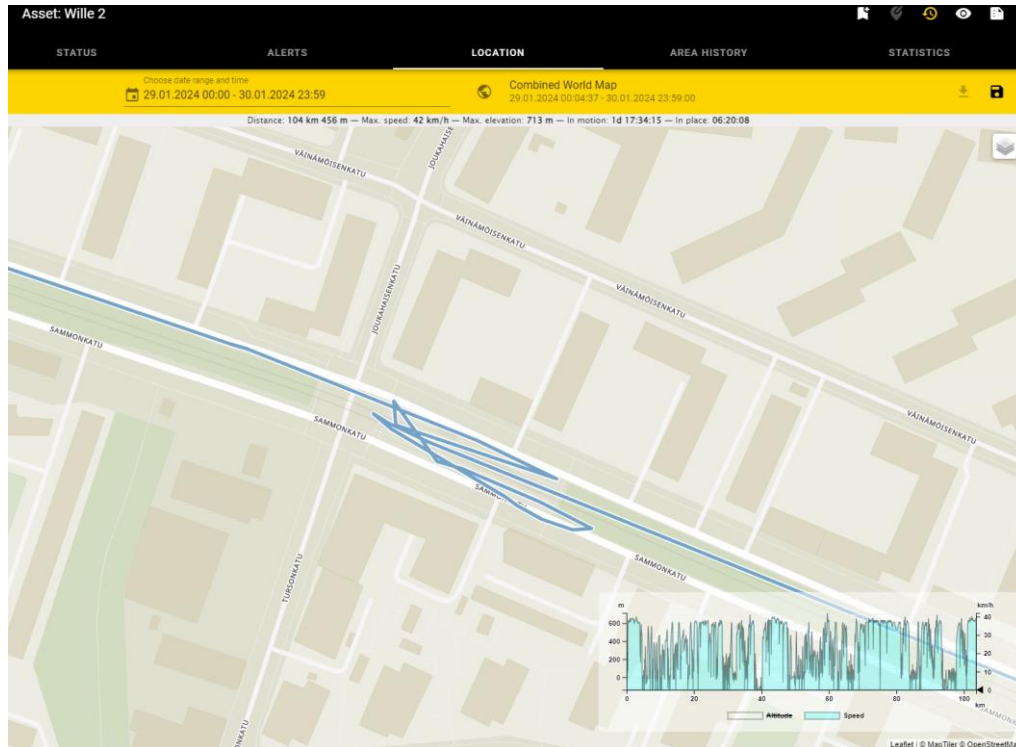 Asset: Wille 2
STATUS
ALERTS
LOCATION
AREA HISTORY
STATISTICS
Choose date range and time
29.01.2024 00:00 - 30.01.2024 23:59
Combined World Map
29.01.2024 00:04:37 - 30.01.2024 23:59:00
Distance: 104 km 456 m — Max. speed: 42 km/h — Max. elevation: 713 m — In motion: 1d 17:34:15 — In place: 06:20:08
VÄINÄMÖISENKATU
JOUKAHAISE
VÄINÄMÖISENKATU
JOUKAHAISENKATU
VÄINÄMÖISENKATU
SAMMONKATU
SAMMONKATU
VÄINÄMÖISENKATU
SAMMONKATU
SAMMONKATU
TURSONKATU
m
km/h
600
400
200
0
40
30
20
10
0
0
20
40
60
80
100
km
Altitude
Speed
SAMMONKATU
Leaflet | © MapTiler © OpenStreetMa